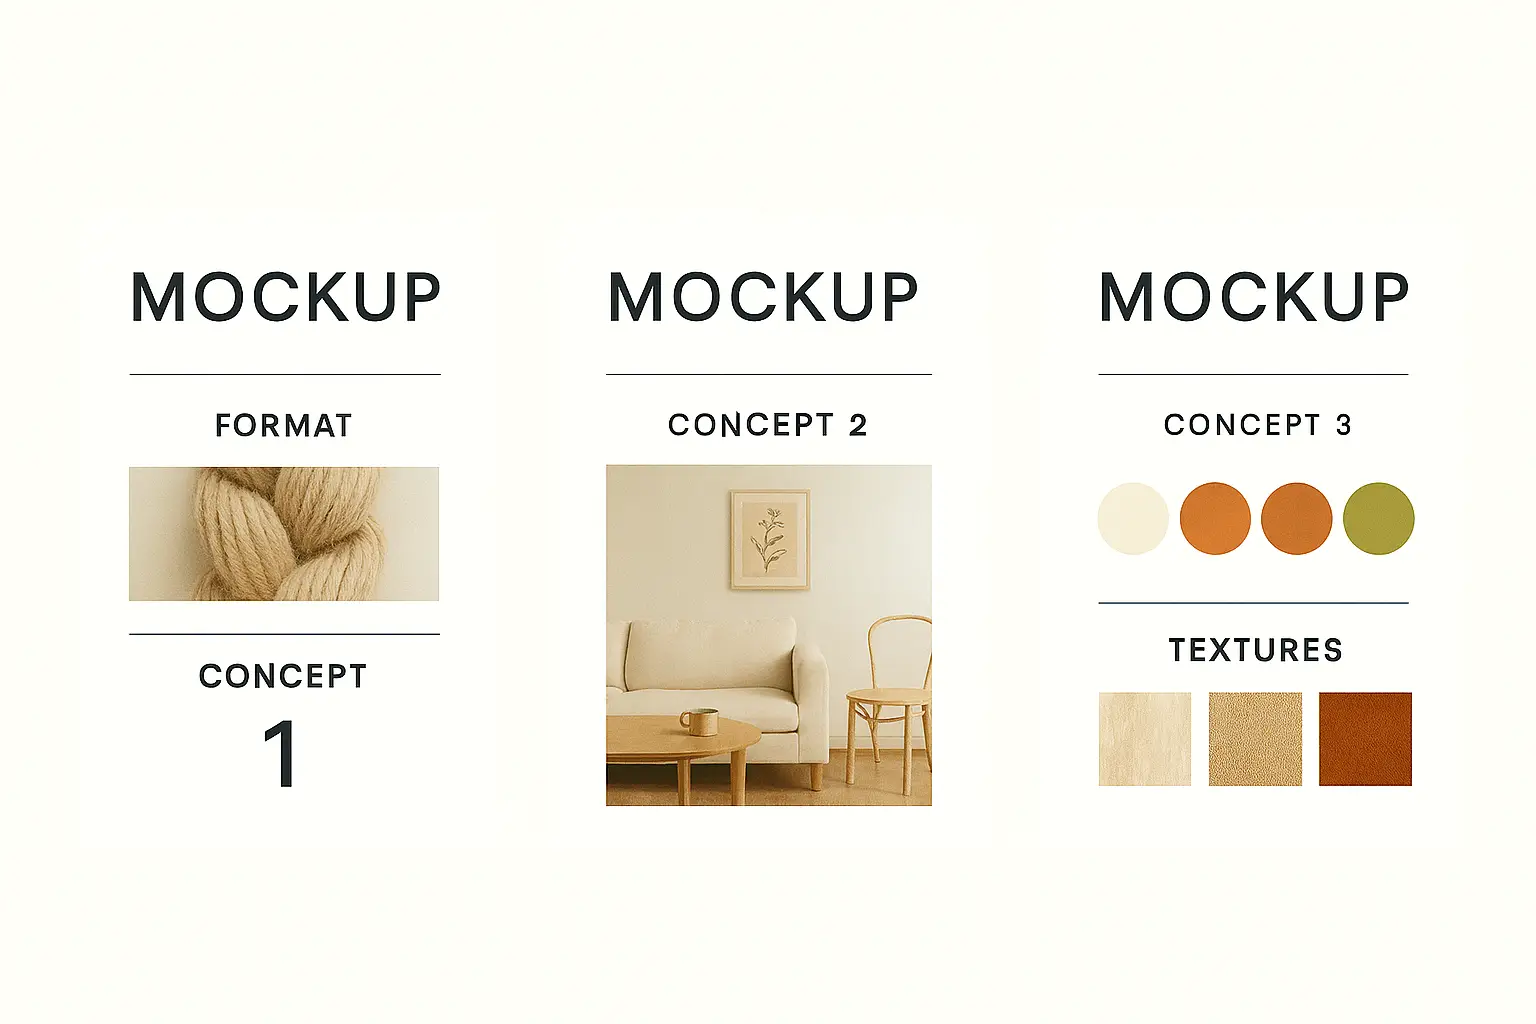 MOCKUP
FORMAT
CONCEPT
1
MOCKUP
CONCEPT 2
MOCKUP
CONCEPT 3
TEXTURES